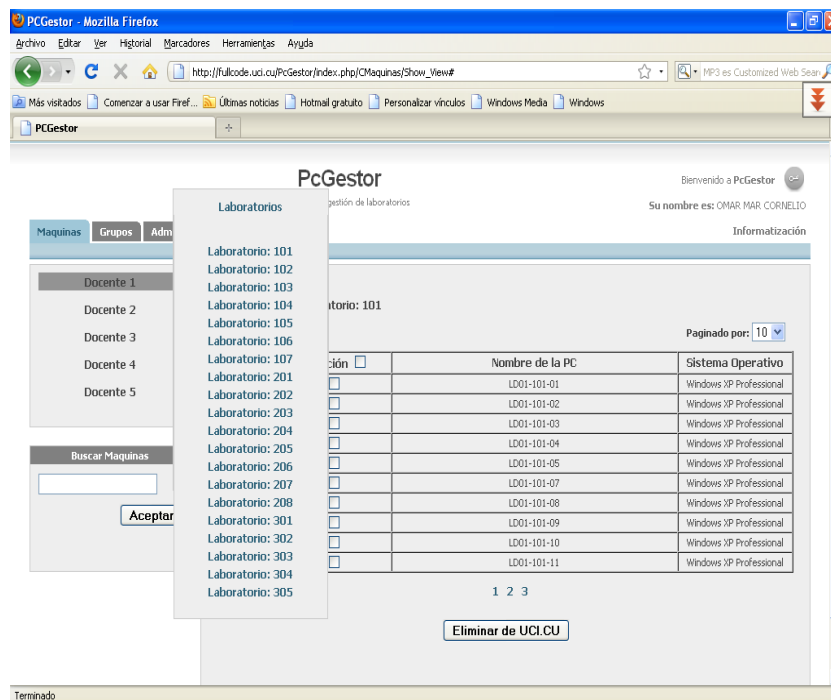 PCGestor - Mozilla Firefox
Archivo Editar Ver Historial Marcadores Herramientas Ayuda
http://fullcode.uci.cu/PcGestor/index.php/CMaquinas/Show_View#
MP3 es Customized Web Sear
Más visitados Comenzar a usar Firef... Últimas noticias Hotmail gratuito Personalizar vínculos Windows Media Windows
PCGestor
PcGestor
gestión de laboratorios
Bienvenido a PcGestor
Su nombre es: OMAR MAR CORNELIO
Maquinas Grupos Adm
Informatización
Docente 1
Docente 2
Docente 3
Docente 4
Docente 5
Buscar Maquinas
Aceptar
Laboratorios
Laboratorio: 101
Laboratorio: 102
Laboratorio: 103
Laboratorio: 104
Laboratorio: 105
Laboratorio: 106
Laboratorio: 107
Laboratorio: 201
Laboratorio: 202
Laboratorio: 203
Laboratorio: 204
Laboratorio: 205
Laboratorio: 206
Laboratorio: 207
Laboratorio: 208
Laboratorio: 301
Laboratorio: 302
Laboratorio: 303
Laboratorio: 304
Laboratorio: 305
atorio: 101
Paginado por: 10
ción Nombre de la PC Sistema Operativo
LD01-101-01 Windows XP Professional
LD01-101-02 Windows XP Professional
LD01-101-03 Windows XP Professional
LD01-101-04 Windows XP Professional
LD01-101-05 Windows XP Professional
LD01-101-07 Windows XP Professional
LD01-101-08 Windows XP Professional
LD01-101-09 Windows XP Professional
LD01-101-10 Windows XP Professional
LD01-101-11 Windows XP Professional
1 2 3
Eliminar de UCI.CU
Terminado